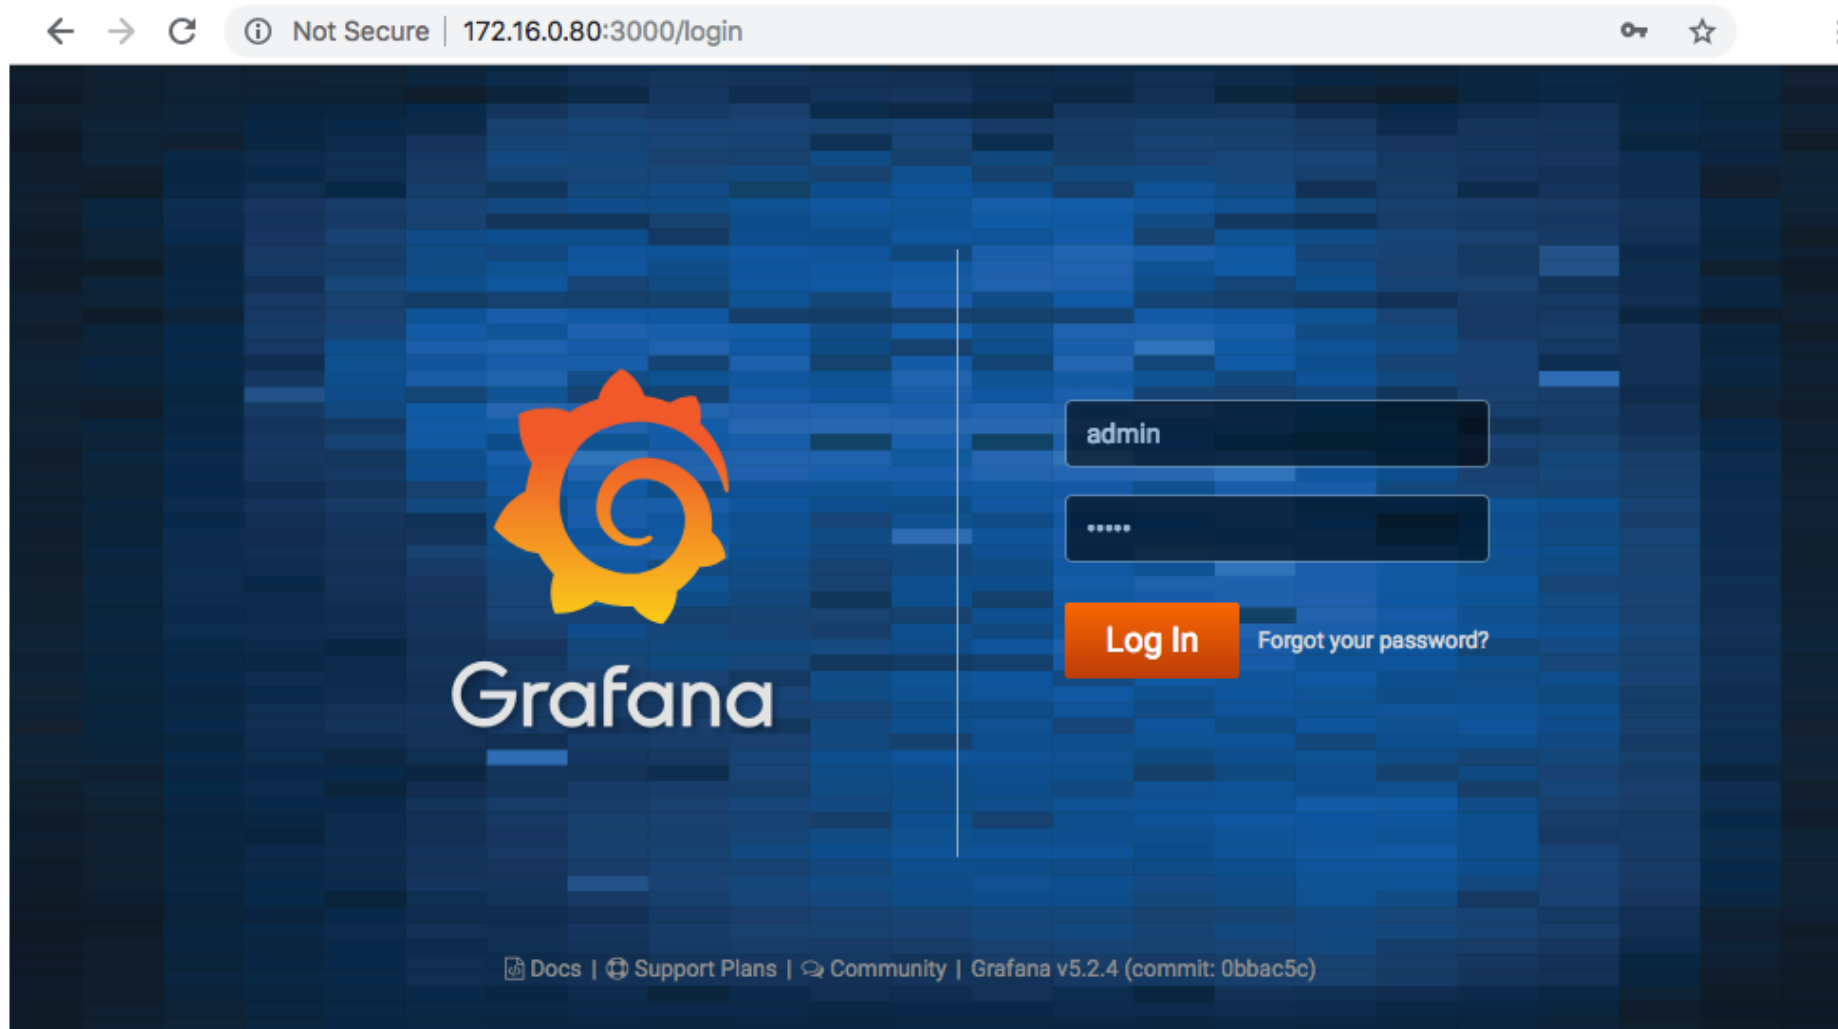 Not Secure | 172.16.0.80:3000/login
admin
•••••
Log In Forgot your password?
Grafana
Docs | Support Plans | Community | Grafana v5.2.4 (commit: 0bbac5c)